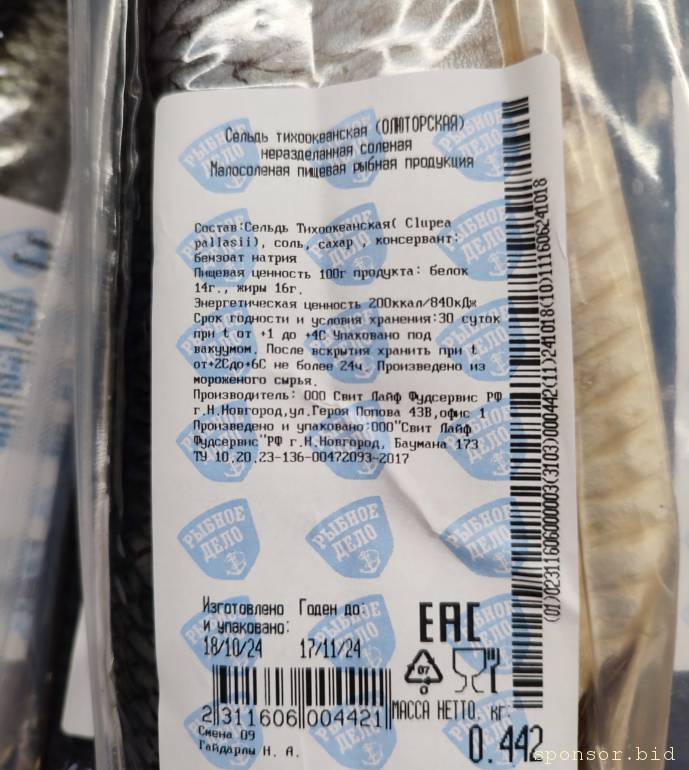 Сельдь тихоокеанская (ОЛЮТОРСКАЯ)
неразделанная соленая
Малосоленая пищевая рыбная продукция
Состав:Сельдь Тихоокеанская( Clupea
pallasii), соль, сахар , консервант:
бензоат натрия
Пищевая ценность 100г продукта: белок
14г., жиры 16г.
Энергетическая ценность 200ккал/840кДж
Срок годности и условия хранения:30 суток
при t от +1 до +4С Упаковано под
вакуумом. После вскрытия хранить при t
от+2Сдо+6С не более 24ч. Произведено из
мороженого сырья.
Производитель: ООО Свит Лайф Фудсервис РФ
г.Н.Новгород,ул.Героя Попова 43В,офис 1
Произведено и упаковано:ООО"Свит Лайф
Фудсервис"РФ г.Н.Новгород, Баумана 173
ТУ 10.20.23-136-00472093-2017
РЫБНОЕ ДЕЛО
РЫБНОЕ ДЕЛО
РЫБНОЕ ДЕЛО
Изготовлено
и упаковано:
18/10/24
Годен до:
17/11/24
EAC
07
2 311606 004421
МАССА НЕТТО, кг:
0.442
Смена 09
Гайдарлы Н. А.
(01)02311606000003(3103)000442(11)241018(10)111606241018
sponsor.bid